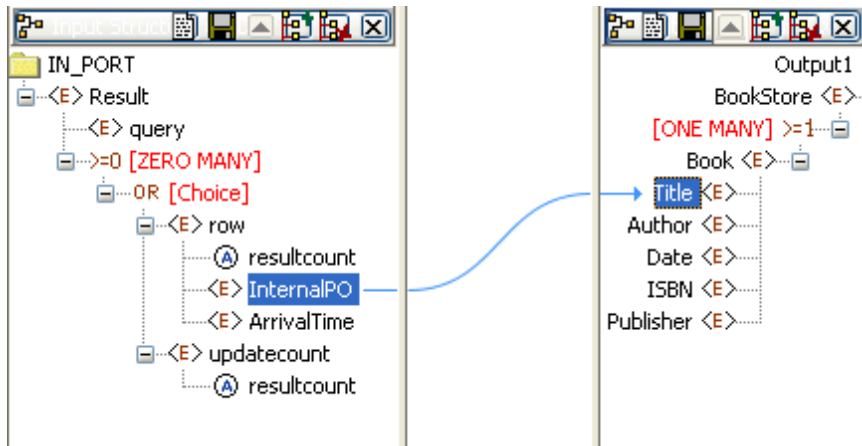 Input Struct
IN_PORT
<E> Result
<E> query
>=0 [ZERO MANY]
OR [Choice]
<E> row
A resultcount
<E> InternalPO
<E> ArrivalTime
<E> updatecount
A resultcount
Output1
BookStore <E>
[ONE MANY] >=1
Book <E>
Title <E>
Author <E>
Date <E>
ISBN <E>
Publisher <E>